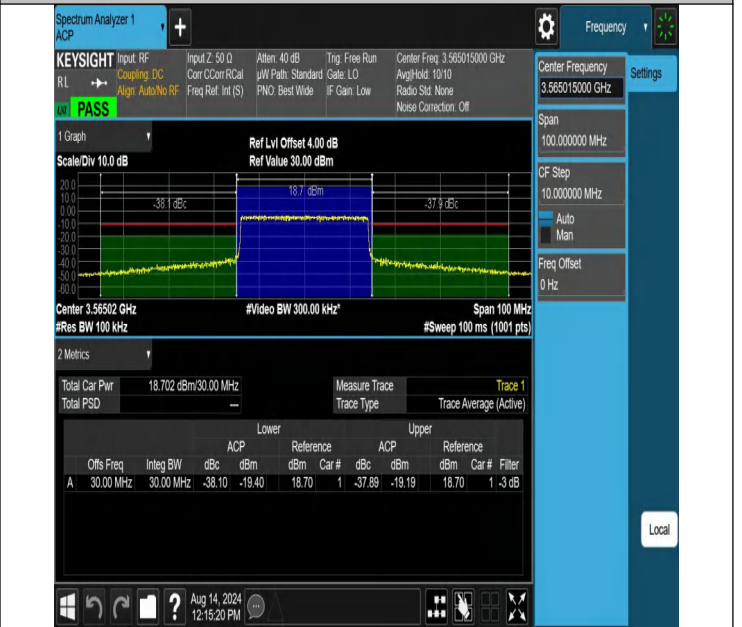 Spectrum Analyzer 1
ACP
+
Frequency
KEYSIGHT
RL
PASS
Input: RF
Coupling: DC
Align: Auto/No RF
Input Z: 50 Ω
Corr CCorr RCal
Freq Ref: Int (S)
Atten: 40 dB
µW Path: Standard
PNO: Best Wide
Trig: Free Run
Gate: LO
IF Gain: Low
Center Freq: 3.565015000 GHz
Avg|Hold: 10/10
Radio Std: None
Noise Correction: Off
Center Frequency
3.565015000 GHz
Settings
Span
100.000000 MHz
CF Step
10.000000 MHz
Auto
Man
Freq Offset
0 Hz
1 Graph
Scale/Div 10.0 dB
Ref Lvl Offset 4.00 dB
Ref Value 30.00 dBm
20.0
10.0
0.00
-10.0
-20.0
-30.0
-40.0
-50.0
-60.0
-38.1 dBc
18.7 dBm
-37.9 dBc
Center 3.56502 GHz
#Video BW 300.00 kHz*
Span 100 MHz
#Res BW 100 kHz
#Sweep 100 ms (1001 pts)
2 Metrics
Total Car Pwr 18.702 dBm/30.00 MHz
Total PSD ---
Measure Trace Trace 1
Trace Type Trace Average (Active)
Lower Upper
ACP Reference ACP Reference
Offs Freq Integ BW dBc dBm dBm Car # dBc dBm dBm Car # Filter
A 30.00 MHz 30.00 MHz -38.10 -19.40 18.70 1 -37.89 -19.19 18.70 1 -3 dB
Local
?
Aug 14, 2024
12:15:20 PM